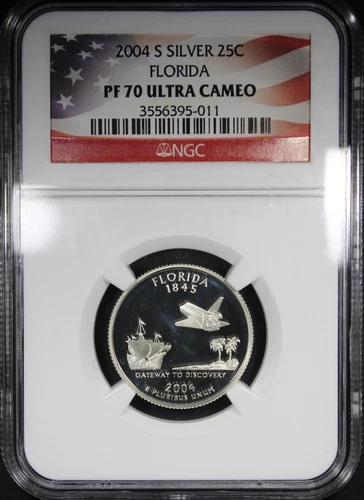 2004 S SILVER 25C
FLORIDA
PF 70 ULTRA CAMEO
3556395-011
NGC
FLORIDA
1845
GATEWAY TO DISCOVERY
2004
E PLURIBUS UNUM